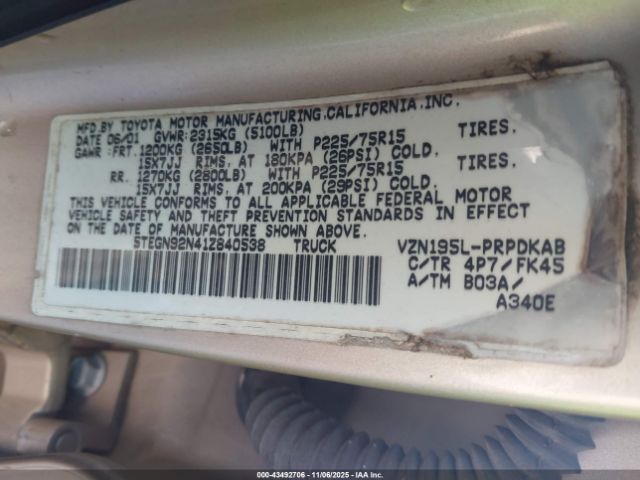 MFD BY TOYOTA MOTOR MANUFACTURING,CALIFORNIA,INC.
DATE 06/01 GVWR:2315KG (5100LB)
GAWR:FRT.1200KG (2650LB) WITH P225/75R15 TIRES.
15X7JJ RIMS, AT 180KPA (26PSI) COLD.
RR. 1270KG (2800LB) WITH P225/75R15 TIRES.
15X7JJ RIMS, AT 200KPA (29PSI) COLD.
THIS VEHICLE CONFORMS TO ALL APPLICABLE FEDERAL MOTOR
VEHICLE SAFETY AND THEFT PREVENTION STANDARDS IN EFFECT
ON THE DATE OF MANUFACTURE SHOWN ABOVE.
5TEGN92N41Z840538 TRUCK VZN195L-PRPDKAB
C/TR 4P7/FK45
A/TM B03A/
A340E
000-43492706 - 11/06/2025 - IAA Inc.